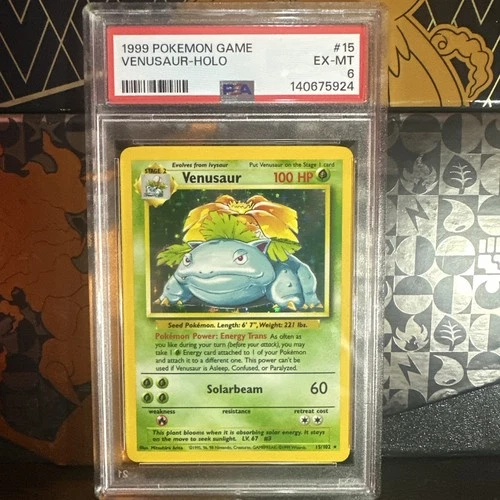 1999 POKEMON GAME #15
VENUSAUR-HOLO EX-MT
6
140675924
PSA
Evolves from Ivysaur Put Venusaur on the Stage 1 card
STAGE 2
Venusaur 100 HP
Seed Pokémon. Length: 6' 7", Weight: 221 lbs.
Pokémon Power: Energy Trans As often as
you like during your turn (before your attack), you may
take 1 Energy card attached to 1 of your Pokémon
and attach it to a different one. This power can't be
used if Venusaur is Asleep, Confused, or Paralyzed.
Solarbeam 60
weakness resistance retreat cost
This plant blooms when it is absorbing solar energy. It stays
on the move to seek sunlight. LV. 67
Illus. Mitsuhiro Arita 15/102